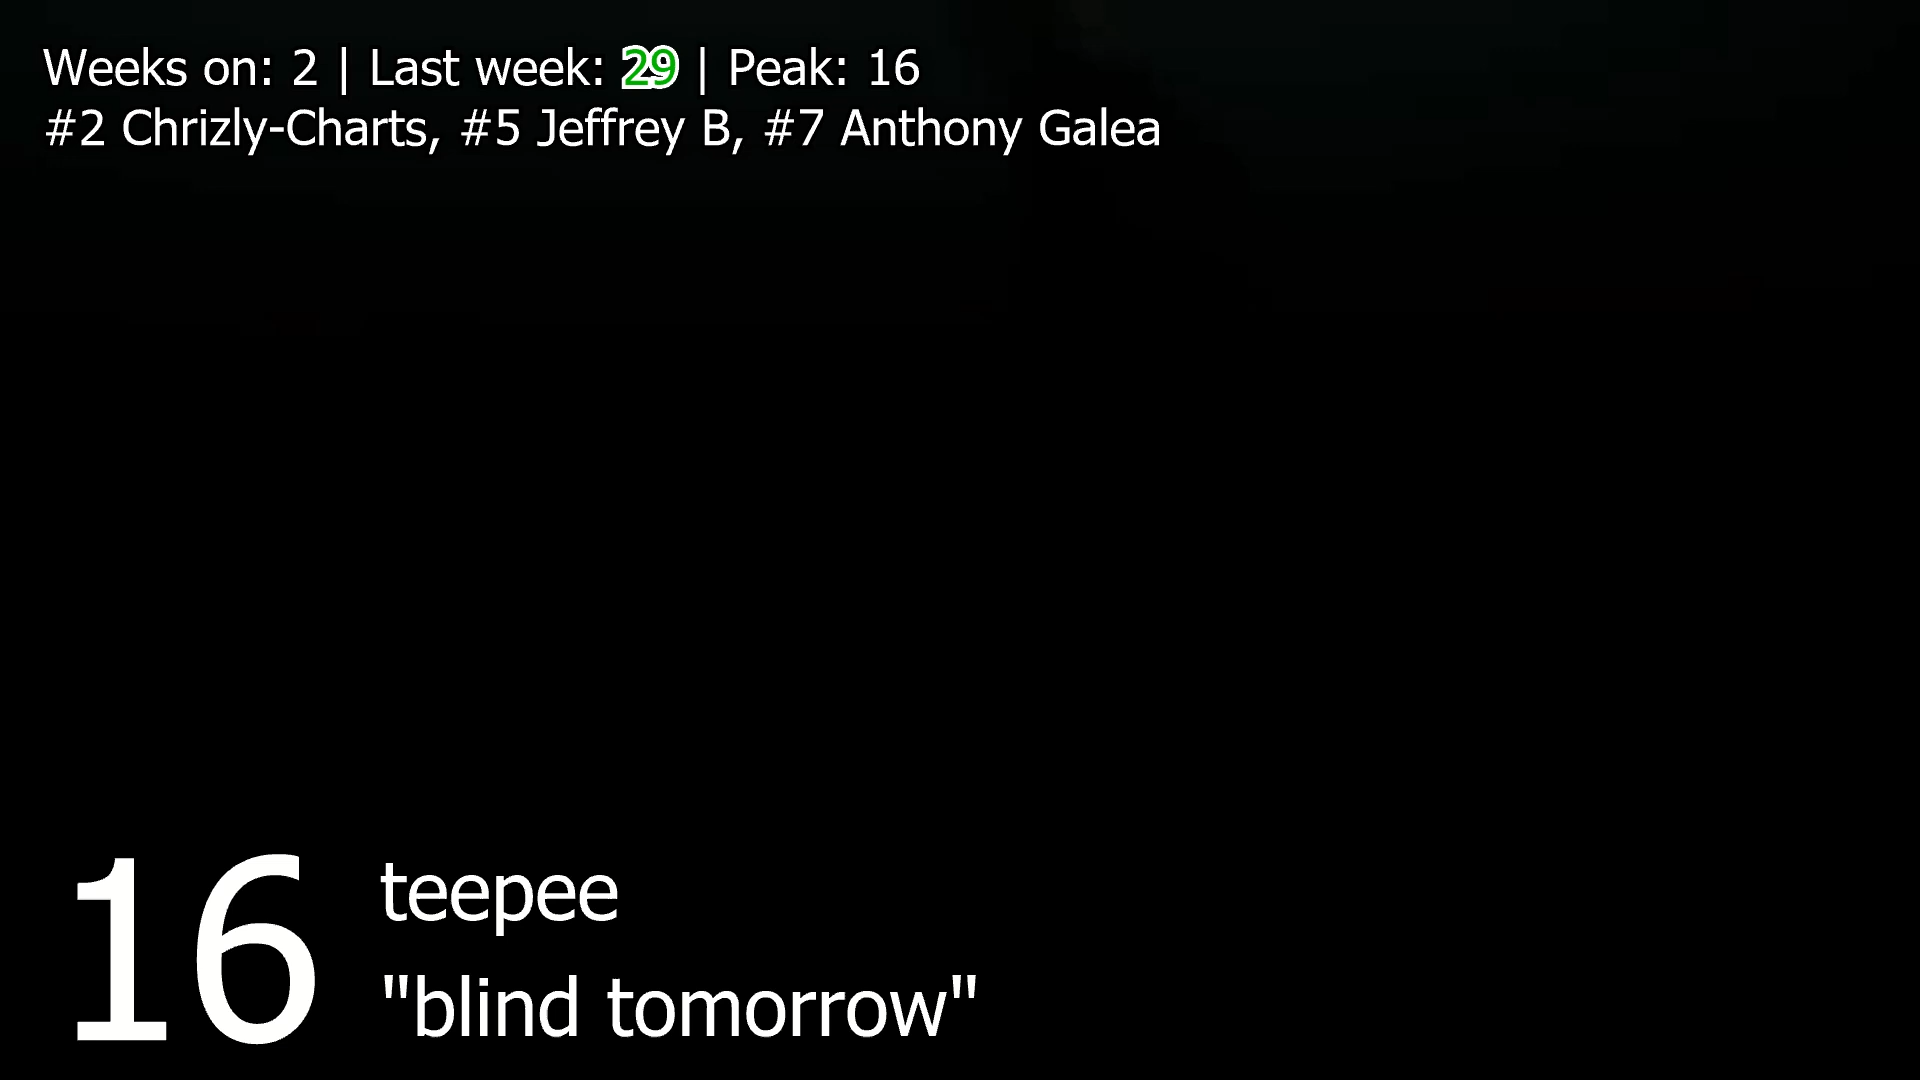 Weeks on: 2 | Last week: 29 | Peak: 16
#2 Chrizly-Charts, #5 Jeffrey B, #7 Anthony Galea
16
teepee
"blind tomorrow"